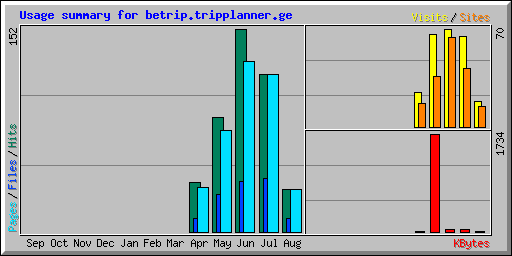 Usage summary for betrip.tripplanner.ge
Visits / Sites
152
70
1734
Pages / Files / Hits
Sep Oct Nov Dec Jan Feb Mar Apr May Jun Jul Aug
KBytes